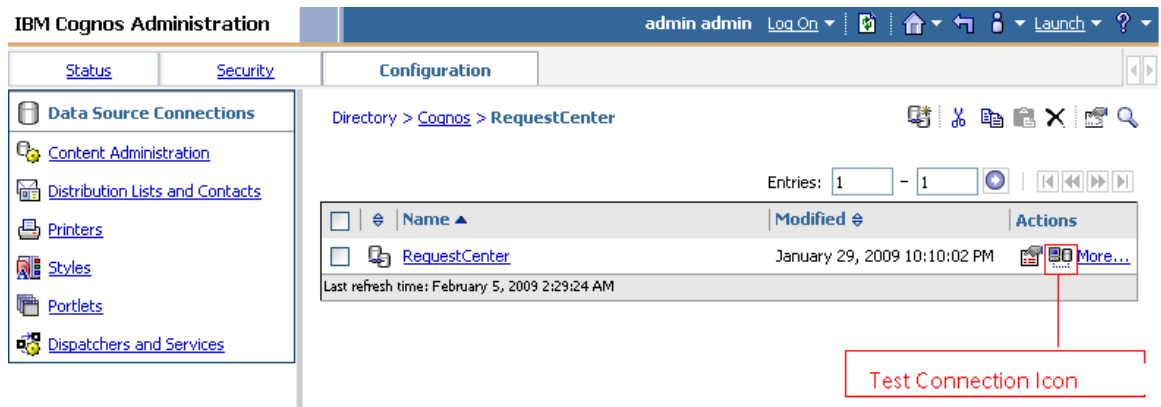 IBM Cognos Administration
admin admin Log On Launch ?
Status Security Configuration
Data Source Connections
Directory > Cognos > RequestCenter
Content Administration
Distribution Lists and Contacts
Entries: 1 - 1
Printers
Name Modified Actions
Styles
RequestCenter January 29, 2009 10:10:02 PM More...
Last refresh time: February 5, 2009 2:29:24 AM
Portlets
Dispatchers and Services
Test Connection Icon